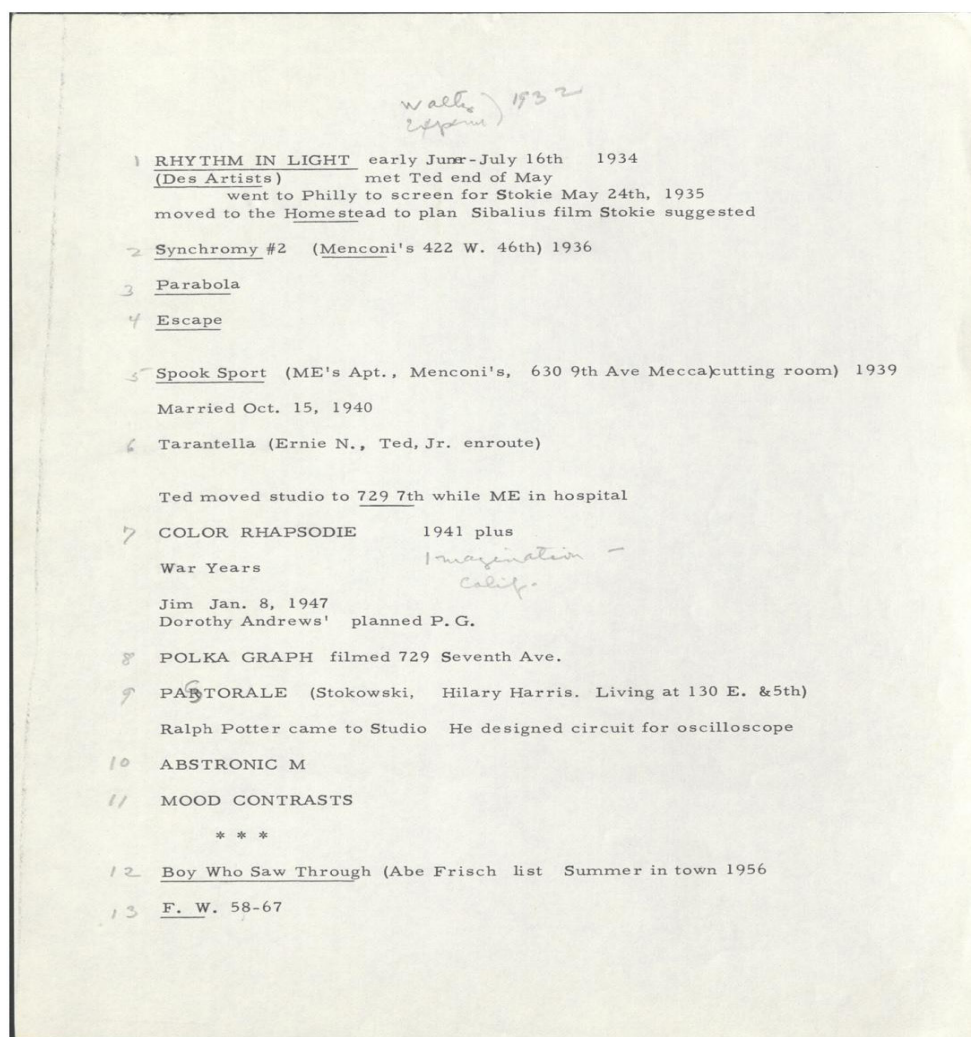 Walt. ) 1932
Experim)
1 RHYTHM IN LIGHT early June-July 16th 1934
(Des Artists) met Ted end of May
went to Philly to screen for Stokie May 24th, 1935
moved to the Homestead to plan Sibalius film Stokie suggested
2 Synchromy #2 (Menconi's 422 W. 46th) 1936
3 Parabola
4 Escape
5 Spook Sport (ME's Apt., Menconi's, 630 9th Ave Mecca)cutting room) 1939
Married Oct. 15, 1940
6 Tarantella (Ernie N., Ted, Jr. enroute)
Ted moved studio to 729 7th while ME in hospital
7 COLOR RHAPSODIE 1941 plus
Imagination -
War Years
Calif.
Jim Jan. 8, 1947
Dorothy Andrews' planned P.G.
8 POLKA GRAPH filmed 729 Seventh Ave.
9 PASTORALE (Stokowski, Hilary Harris. Living at 130 E. &5th)
Ralph Potter came to Studio He designed circuit for oscilloscope
10 ABSTRONIC M
11 MOOD CONTRASTS
* * *
12 Boy Who Saw Through (Abe Frisch list Summer in town 1956
13 F. W. 58-67